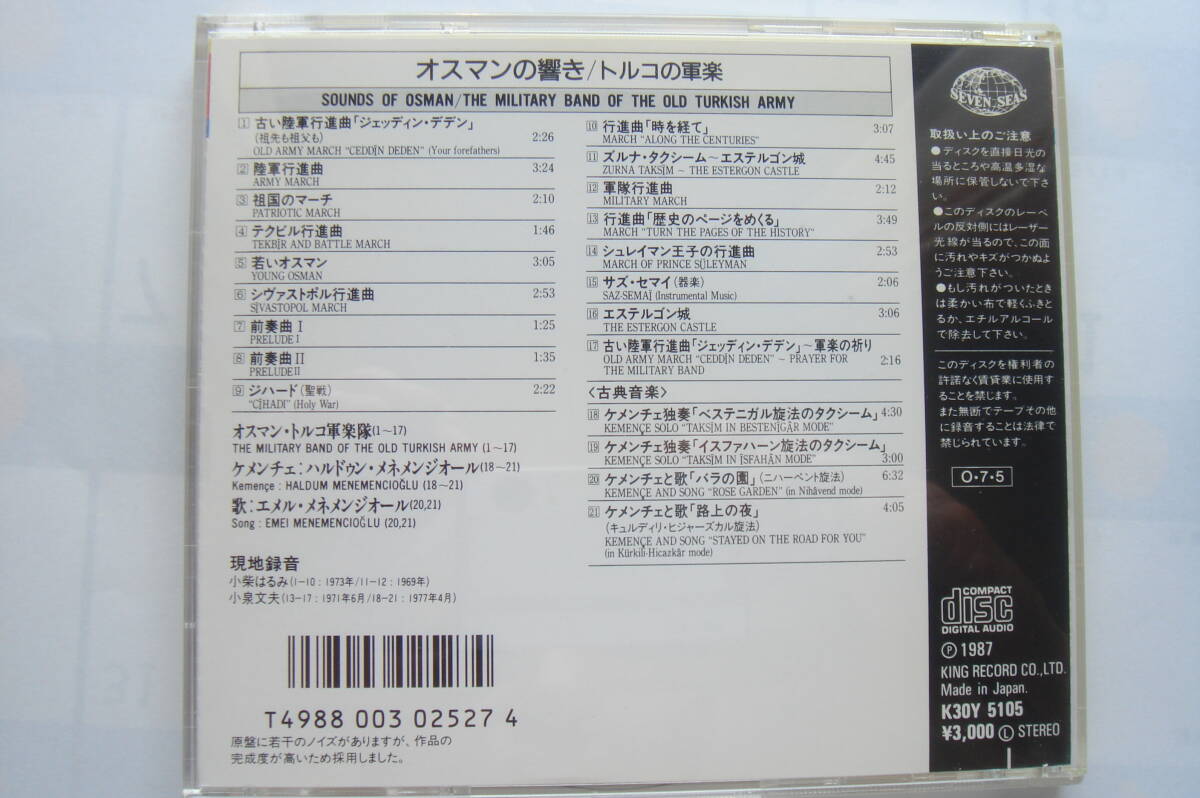 オスマンの響き/トルコの軍楽
SOUNDS OF OSMAN/THE MILITARY BAND OF THE OLD TURKISH ARMY
1 古い陸軍行進曲「ジェッディン・デデン」
(祖先も祖父も) 2:26
OLD ARMY MARCH "CEDDİN DEDEN" (Your forefathers)
2 陸軍行進曲 3:24
ARMY MARCH
3 祖国のマーチ 2:10
PATRIOTIC MARCH
4 テクビル行進曲 1:46
TEKBİR AND BATTLE MARCH
5 若いオスマン 3:05
YOUNG OSMAN
6 シヴァストポル行進曲 2:53
SİVASTOPOL MARCH
7 前奏曲 I 1:25
PRELUDE I
8 前奏曲 II 1:35
PRELUDE II
9 ジハード(聖戦) 2:22
"CİHADI" (Holy War)
オスマン・トルコ軍楽隊(1~17)
THE MILITARY BAND OF THE OLD TURKISH ARMY (1~17)
ケメンチェ:ハルドゥン・メネメンジオール(18~21)
Kemençe : HALDUM MENEMENCIOĞLU (18~21)
歌:エメル・メネメンジオール(20,21)
Song : EMEI MENEMENCIOĞLU (20,21)
現地録音
小柴はるみ(1-10:1973年/11-12:1969年)
小泉文夫(13-17:1971年6月/18-21:1977年4月)
T4988 003 02527 4
原盤に若干のノイズがありますが、作品の
完成度が高いため採用しました。
10 行進曲「時を経て」 3:07
MARCH "ALONG THE CENTURIES"
11 ズルナ・タクシーム~エステルゴン城 4:45
ZURNA TAKSİM ~ THE ESTERGON CASTLE
12 軍隊行進曲 2:12
MILITARY MARCH
13 行進曲「歴史のページをめくる」 3:49
MARCH "TURN THE PAGES OF THE HISTORY"
14 シュレイマン王子の行進曲 2:53
MARCH OF PRINCE SÜLEYMAN
15 サズ・セマイ(器楽) 2:06
SAZ-SEMAİ (Instrumental Music)
16 エステルゴン城 3:06
THE ESTERGON CASTLE
17 古い陸軍行進曲「ジェッディン・デデン」~軍楽の祈り
OLD ARMY MARCH "CEDDİN DEDEN" ~ PRAYER FOR
THE MILITARY BAND 2:16
〈古典音楽〉
18 ケメンチェ独奏「ベステニガル旋法のタクシーム」 4:30
KEMENCE SOLO "TAKSİM IN BESTENİGÂR MODE"
19 ケメンチェ独奏「イスファハーン旋法のタクシーム」
KEMENCE SOLO "TAKSİM IN İSFAHÂN MODE" 3:00
20 ケメンチェと歌「バラの園」(ニハーベント旋法) 6:32
KEMENÇE AND SONG "ROSE GARDEN" (in Nihâvend mode)
21 ケメンチェと歌「路上の夜」 4:05
(キュルディリ・ヒジャーズカル旋法)
KEMENÇE AND SONG "STAYED ON THE ROAD FOR YOU"
(in Kürkili-Hicazkâr mode)
SEVEN SEAS
取扱い上のご注意
●ディスクを直接日光の
当るところや高温多湿な
場所に保管しないで下さ
い。
●このディスクのレーベ
ルの反対側にはレーザー
光線が当るので、この面
に汚れやキズがつかぬよ
うご注意下さい。
●もし汚れがついたとき
は柔かい布で軽くふきと
るか、エチルアルコール
で除去して下さい。
このディスクを権利者の
許諾なく賃貸業に使用す
ることを禁じます。
また無断でテープその他
に録音することは法律で
禁じられています。
O・7・5
COMPACT
disc
DIGITAL AUDIO
Ⓟ 1987
KING RECORD CO.,LTD.
Made in Japan.
K30Y 5105
¥3,000 Ⓛ STEREO